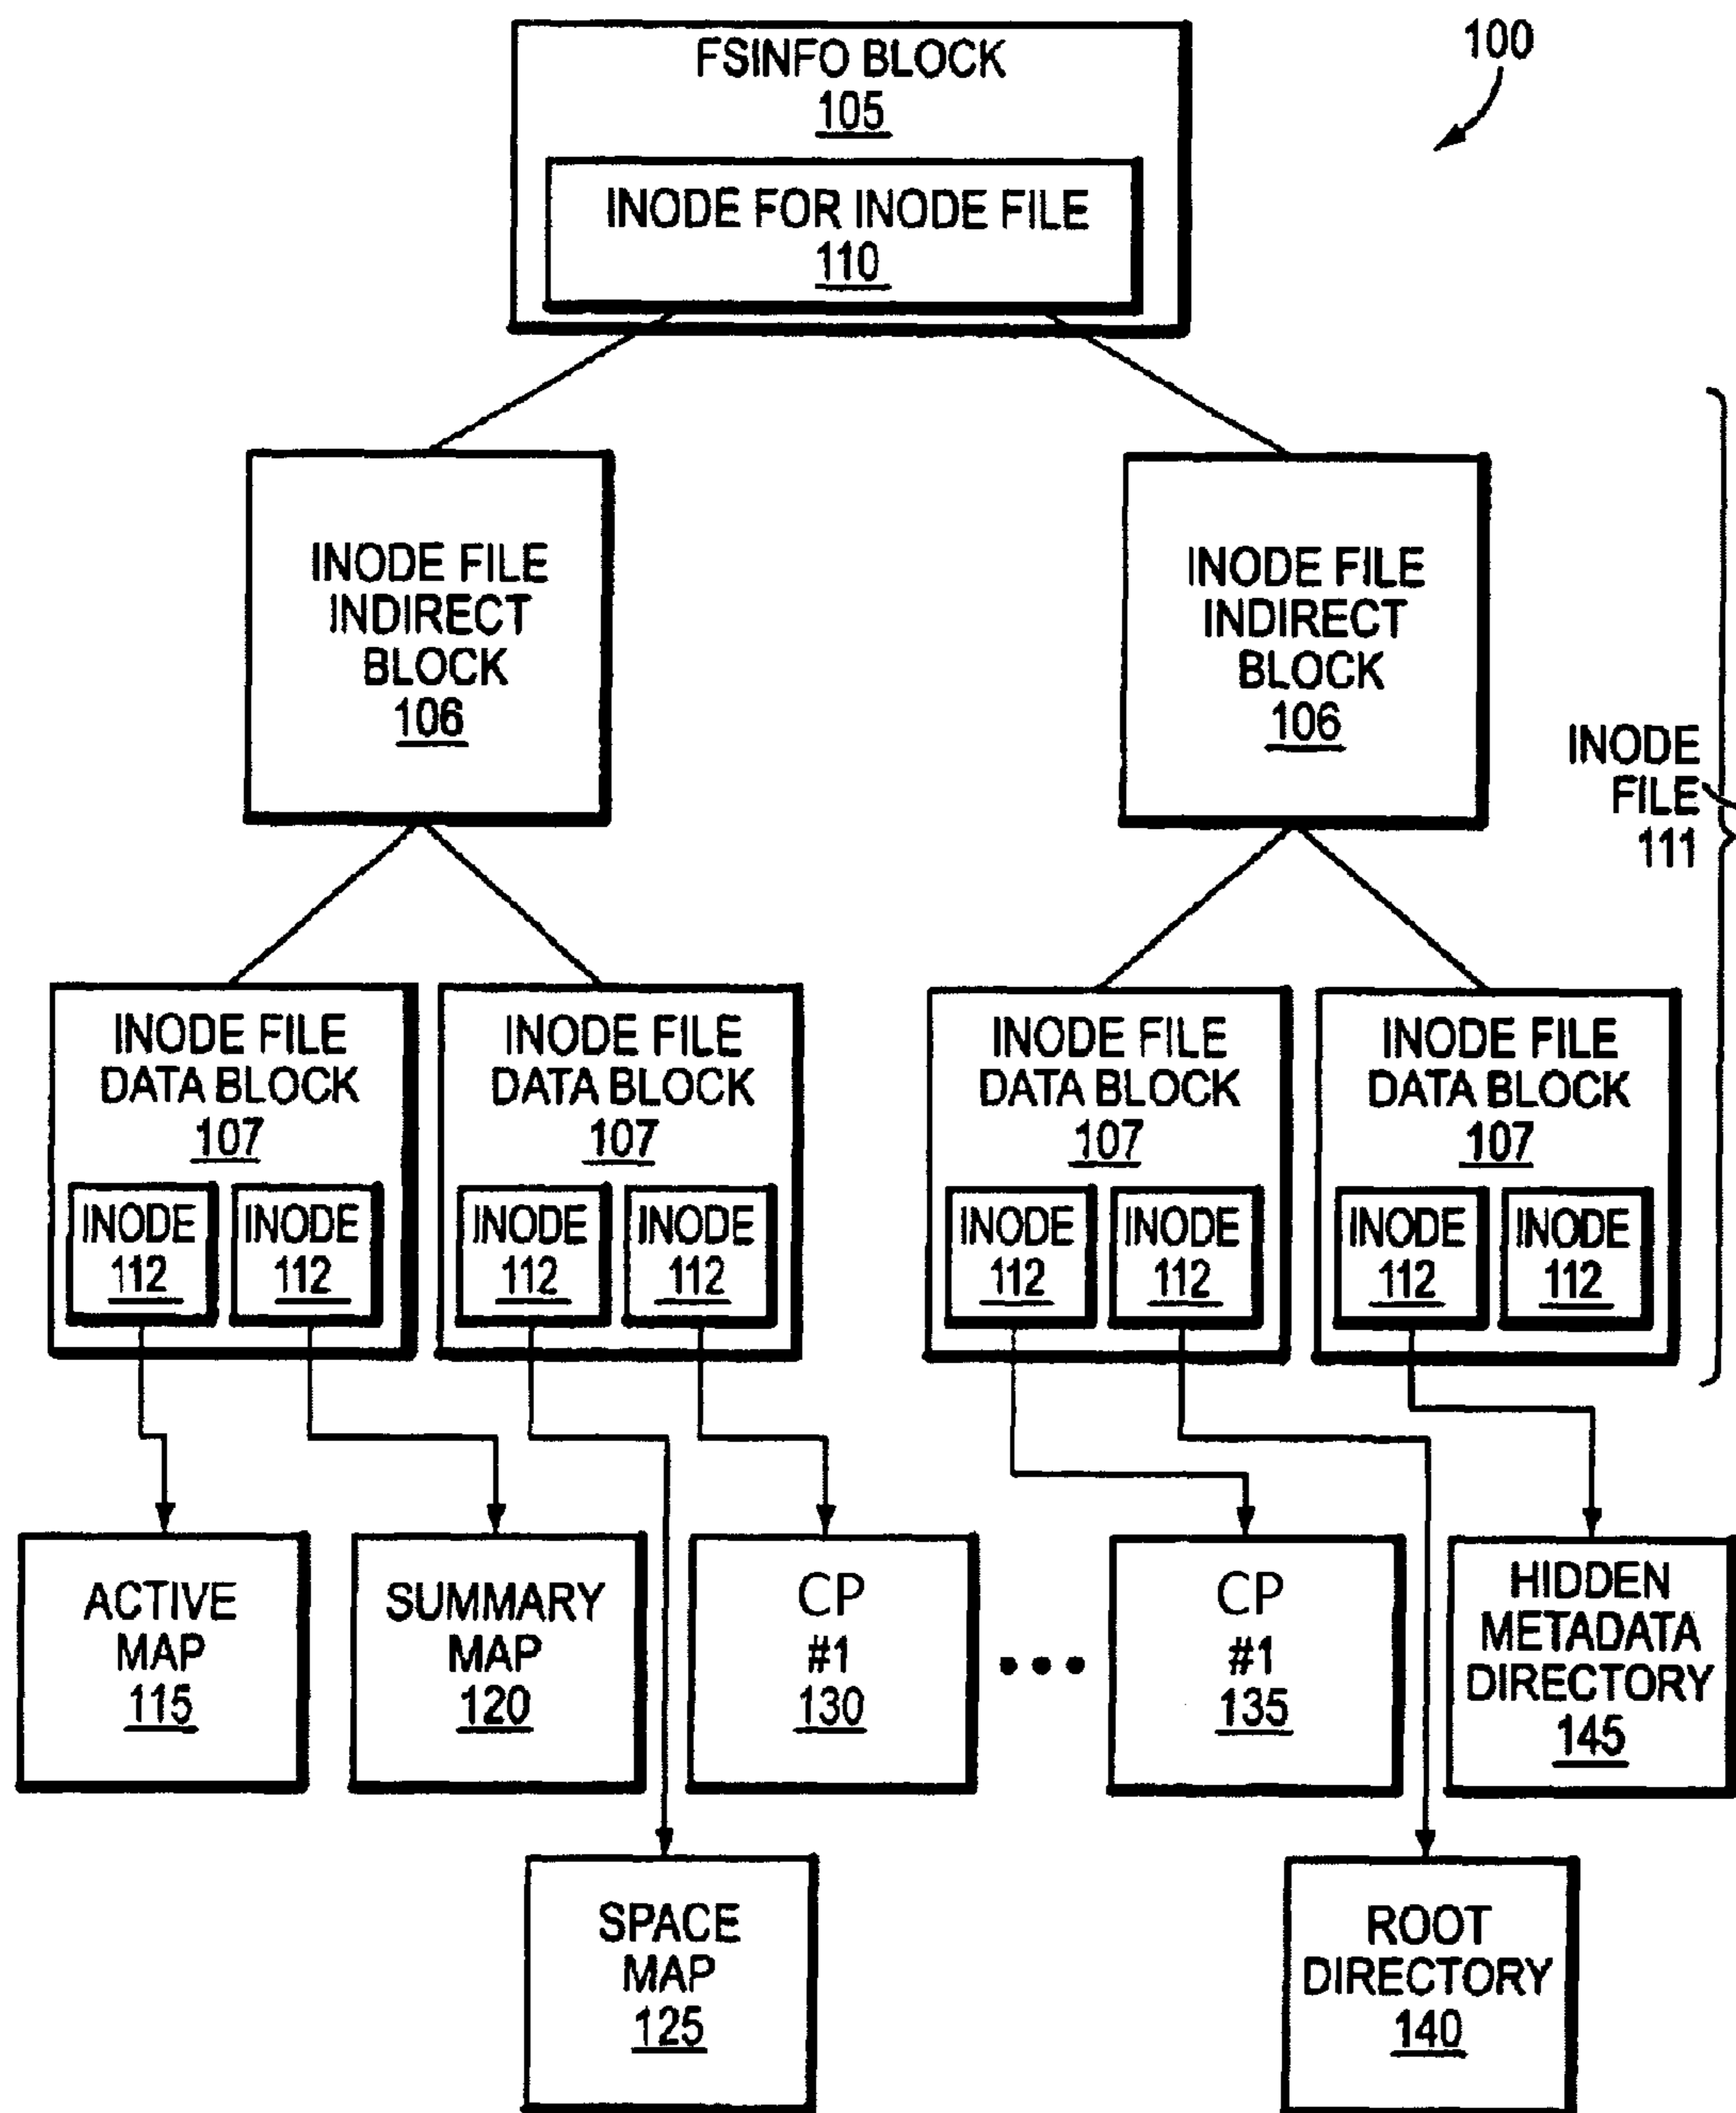 100
FSINFO BLOCK
105
INODE FOR INODE FILE
110
INODE FILE
INDIRECT
BLOCK
106
INODE FILE
INDIRECT
BLOCK
106
INODE
FILE
111
INODE FILE
DATA BLOCK
107
INODE
112
INODE
112
INODE FILE
DATA BLOCK
107
INODE
112
INODE
112
INODE FILE
DATA BLOCK
107
INODE
112
INODE
112
INODE FILE
DATA BLOCK
107
INODE
112
INODE
112
ACTIVE
MAP
115
SUMMARY
MAP
120
CP
#1
130
•••
CP
#1
135
HIDDEN
METADATA
DIRECTORY
145
SPACE
MAP
125
ROOT
DIRECTORY
140